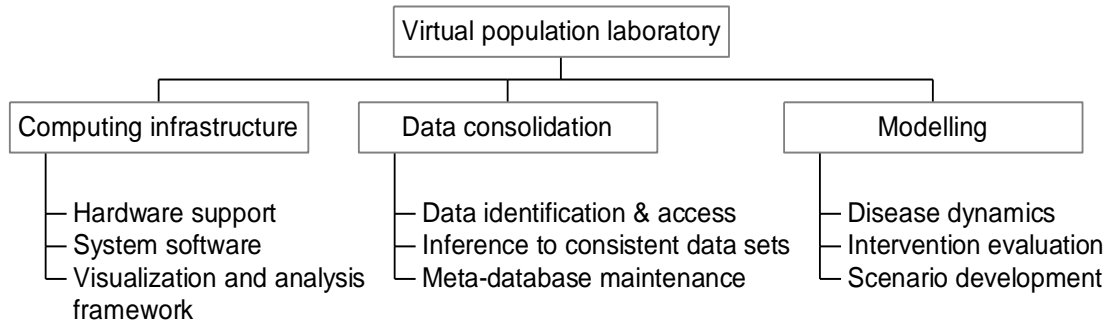 Virtual population laboratory
Computing infrastructure
Hardware support
System software
Visualization and analysis
framework
Data consolidation
Data identification & access
Inference to consistent data sets
Meta-database maintenance
Modelling
Disease dynamics
Intervention evaluation
Scenario development